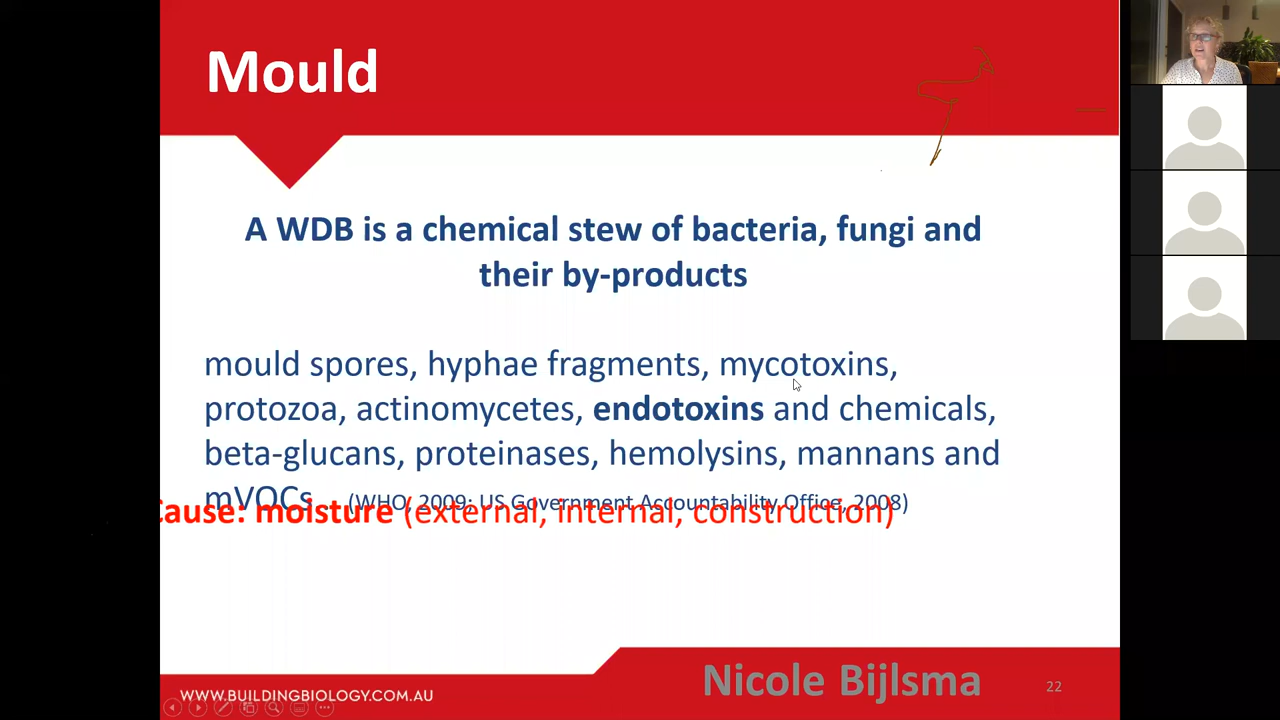 Mould
A WDB is a chemical stew of bacteria, fungi and
their by-products
mould spores, hyphae fragments, mycotoxins,
protozoa, actinomycetes, endotoxins and chemicals,
beta-glucans, proteinases, hemolysins, mannans and
mVOCs (WHO, 2009; US Government Accountability Office, 2008)
Cause: moisture (external, internal, construction)
Nicole Bijlsma
WWW.BUILDINGBIOLOGY.COM.AU
22